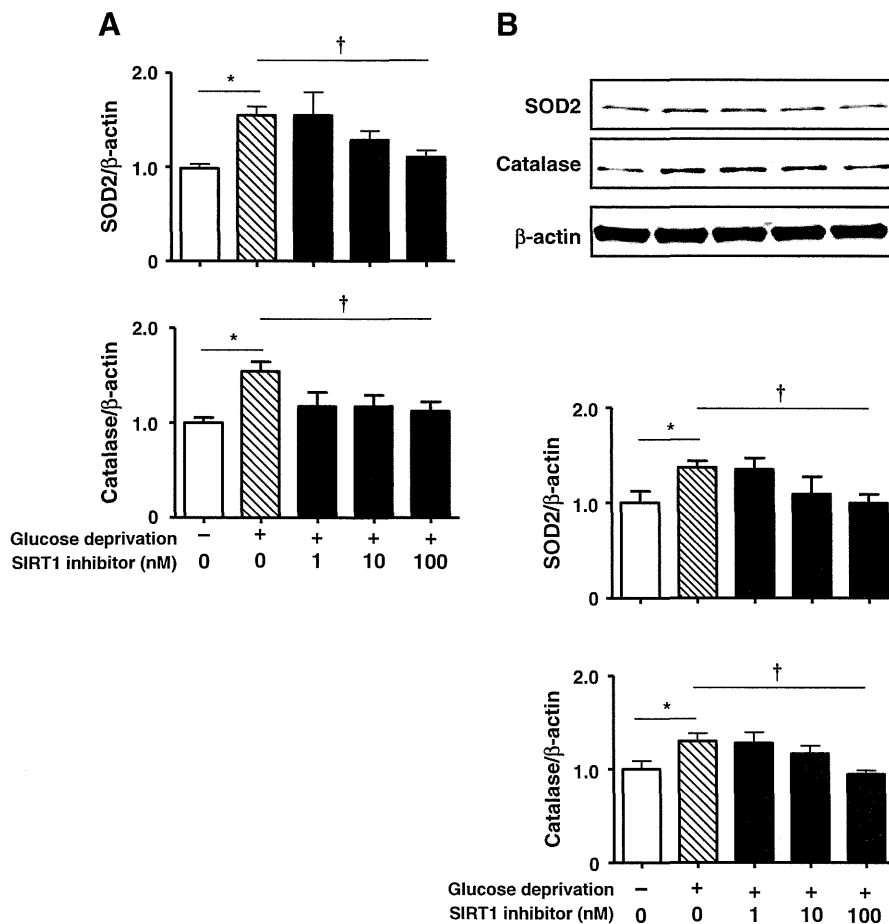 A
†
*
2.0
1.0
0
SOD2/β-actin
†
*
2.0
1.0
0
Catalase/β-actin
Glucose deprivation − + + + +
SIRT1 inhibitor (nM) 0 0 1 10 100
B
SOD2
Catalase
β-actin
†
*
2.0
1.0
0
SOD2/β-actin
†
*
2.0
1.0
0
Catalase/β-actin
Glucose deprivation − + + + +
SIRT1 inhibitor (nM) 0 0 1 10 100